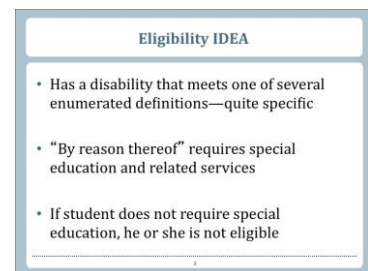 Eligibility IDEA
• Has a disability that meets one of several
enumerated definitions—quite specific
• “By reason thereof” requires special
education and related services
• If student does not require special
education, he or she is not eligible